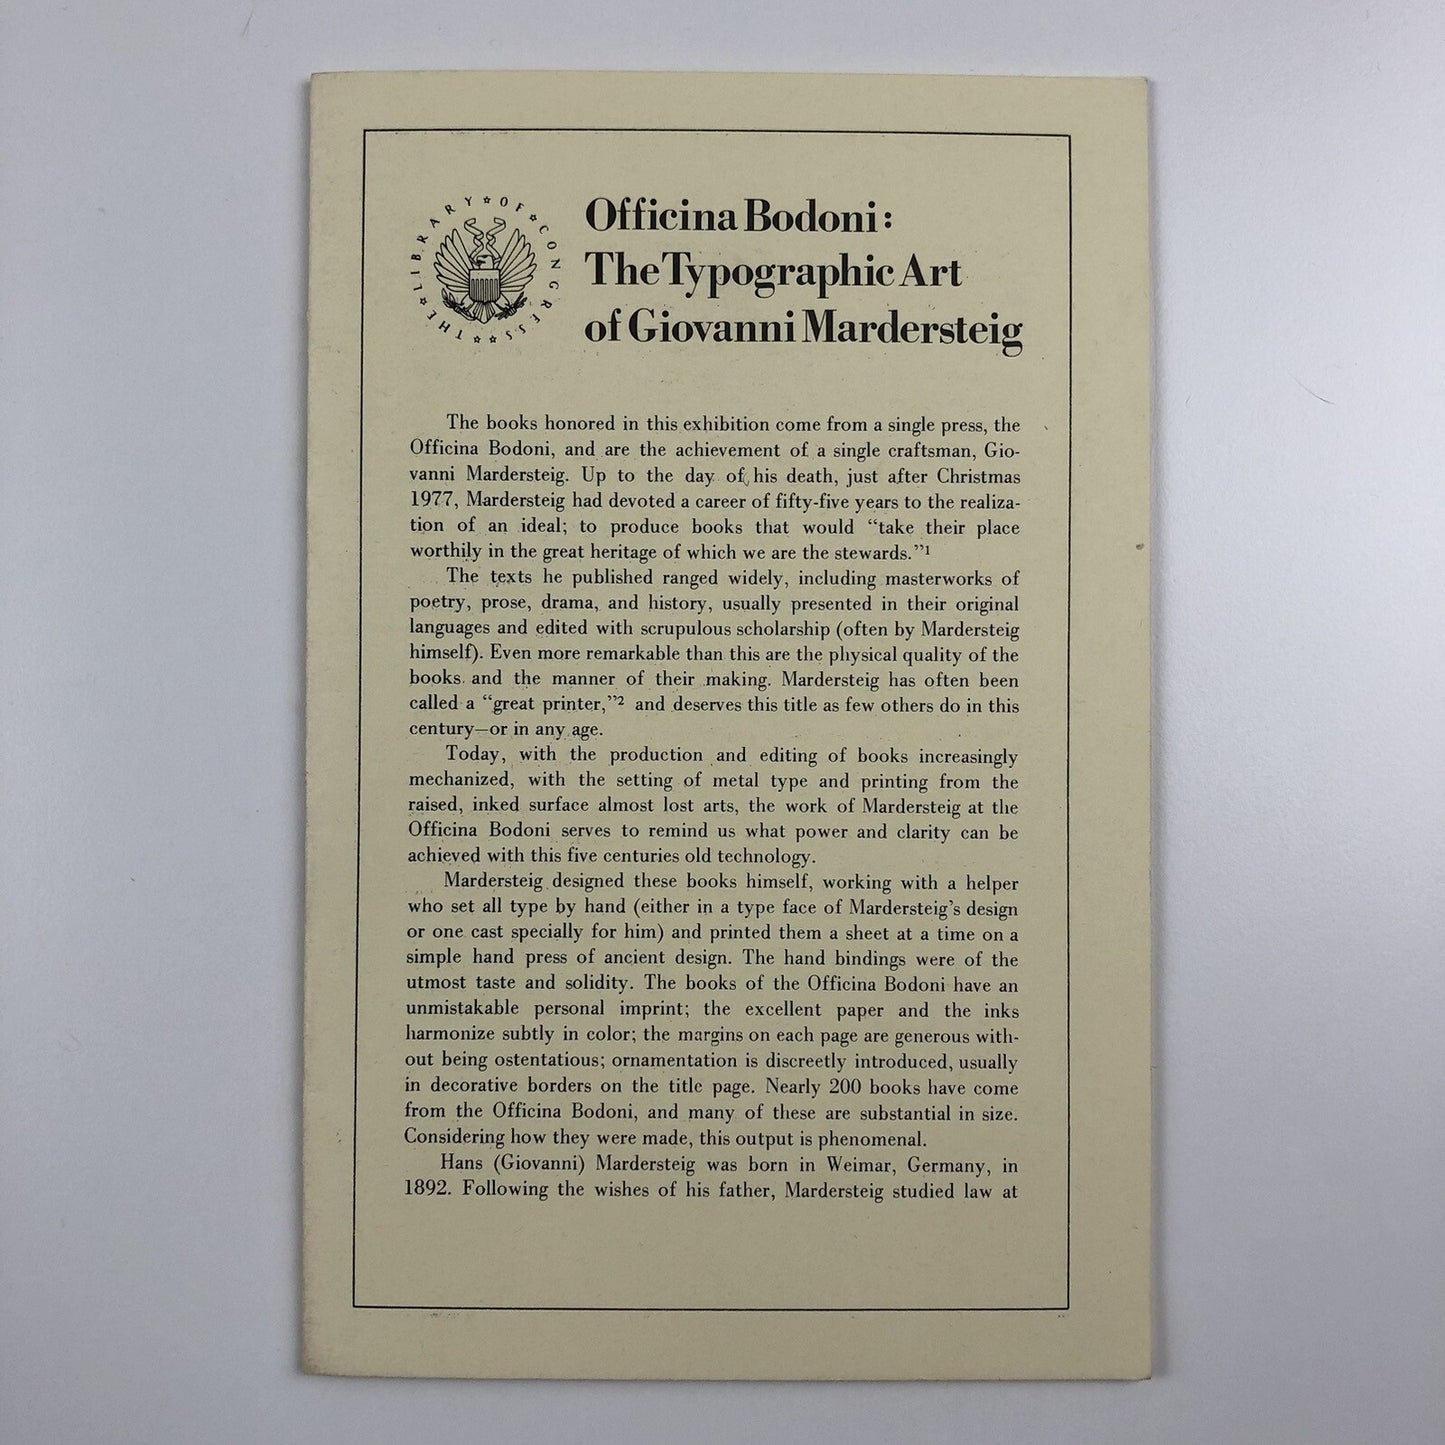 THE ★ LIBRARY ★ OF ★ CONGRESS ★ ★
Officina Bodoni:
The Typographic Art
of Giovanni Mardersteig
The books honored in this exhibition come from a single press, the
Officina Bodoni, and are the achievement of a single craftsman, Gio-
vanni Mardersteig. Up to the day of his death, just after Christmas
1977, Mardersteig had devoted a career of fifty-five years to the realiza-
tion of an ideal; to produce books that would “take their place
worthily in the great heritage of which we are the stewards.”1
The texts he published ranged widely, including masterworks of
poetry, prose, drama, and history, usually presented in their original
languages and edited with scrupulous scholarship (often by Mardersteig
himself). Even more remarkable than this are the physical quality of the
books and the manner of their making. Mardersteig has often been
called a “great printer,”2 and deserves this title as few others do in this
century—or in any age.
Today, with the production and editing of books increasingly
mechanized, with the setting of metal type and printing from the
raised, inked surface almost lost arts, the work of Mardersteig at the
Officina Bodoni serves to remind us what power and clarity can be
achieved with this five centuries old technology.
Mardersteig designed these books himself, working with a helper
who set all type by hand (either in a type face of Mardersteig’s design
or one cast specially for him) and printed them a sheet at a time on a
simple hand press of ancient design. The hand bindings were of the
utmost taste and solidity. The books of the Officina Bodoni have an
unmistakable personal imprint; the excellent paper and the inks
harmonize subtly in color; the margins on each page are generous with-
out being ostentatious; ornamentation is discreetly introduced, usually
in decorative borders on the title page. Nearly 200 books have come
from the Officina Bodoni, and many of these are substantial in size.
Considering how they were made, this output is phenomenal.
Hans (Giovanni) Mardersteig was born in Weimar, Germany, in
1892. Following the wishes of his father, Mardersteig studied law at